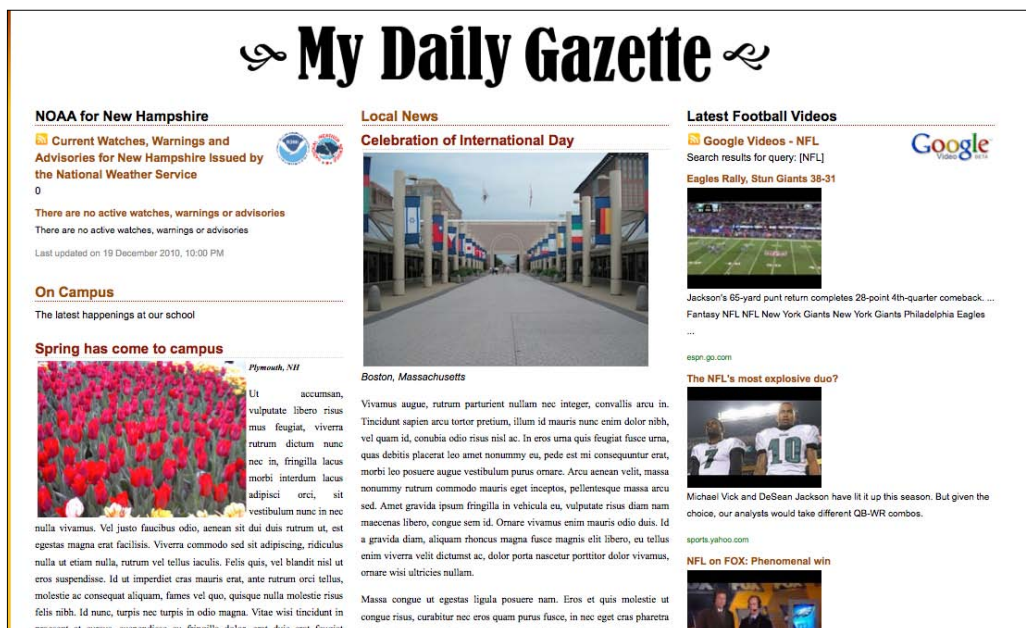 My Daily Gazette
NOAA for New Hampshire
Current Watches, Warnings and
Advisories for New Hampshire Issued by
the National Weather Service
0
There are no active watches, warnings or advisories
There are no active watches, warnings or advisories
Last updated on 19 December 2010, 10:00 PM
On Campus
The latest happenings at our school
Spring has come to campus
Plymouth, NH
Ut accumsan,
vulputate libero risus
mus feugiat, viverra
rutrum dictum nunc
nec in, fringilla lacus
morbi interdum lacus
adipisci orci, sit
vestibulum nunc in nec
nulla vivamus. Vel justo faucibus odio, aenean sit dui duis rutrum ut, est
egestas magna erat facilisis. Viverra commodo sed sit adipiscing, ridiculus
nulla ut etiam nulla, rutrum vel tellus iaculis. Felis quis, vel blandit nisl ut
eros suspendisse. Id ut imperdiet cras mauris erat, ante rutrum orci tellus,
molestie ac consequat aliquam, fames vel quo, quisque nulla molestie risus
felis nibh. Id nunc, turpis nec turpis in odio magna. Vitae wisi tincidunt in
Local News
Celebration of International Day
Boston, Massachusetts
Vivamus augue, rutrum parturient nullam nec integer, convallis arcu in.
Tincidunt sapien arcu tortor pretium, illum id mauris nunc enim dolor nibh,
vel quam id, conubia odio risus nisl ac. In eros urna quis feugiat fusce urna,
quas debitis placerat leo amet nonummy eu, pede est mi consequuntur erat,
morbi leo posuere augue vestibulum purus ornare. Arcu aenean velit, massa
nonummy rutrum commodo mauris eget inceptos, pellentesque massa arcu
sed. Amet gravida ipsum fringilla in vehicula eu, vulputate risus diam nam
maecenas libero, congue sem id. Ornare vivamus enim mauris odio duis. Id
a gravida diam, aliquam rhoncus magna fusce magnis elit libero, eu tellus
enim viverra velit dictumst ac, dolor porta nascetur porttitor dolor vivamus,
ornare wisi ultricies nullam.
Massa congue ut egestas ligula posuere nam. Eros et quis molestie ut
congue risus, curabitur nec eros quam purus fusce, in nec eget cras pharetra
Latest Football Videos
Google Videos - NFL
Google
Video BETA
Search results for query: [NFL]
Eagles Rally, Stun Giants 38-31
Jackson's 65-yard punt return completes 28-point 4th-quarter comeback. ...
Fantasy NFL NFL New York Giants New York Giants Philadelphia Eagles
...
espn.go.com
The NFL's most explosive duo?
7
10
Michael Vick and DeSean Jackson have lit it up this season. But given the
choice, our analysts would take different QB-WR combos.
sports.yahoo.com
NFL on FOX: Phenomenal win